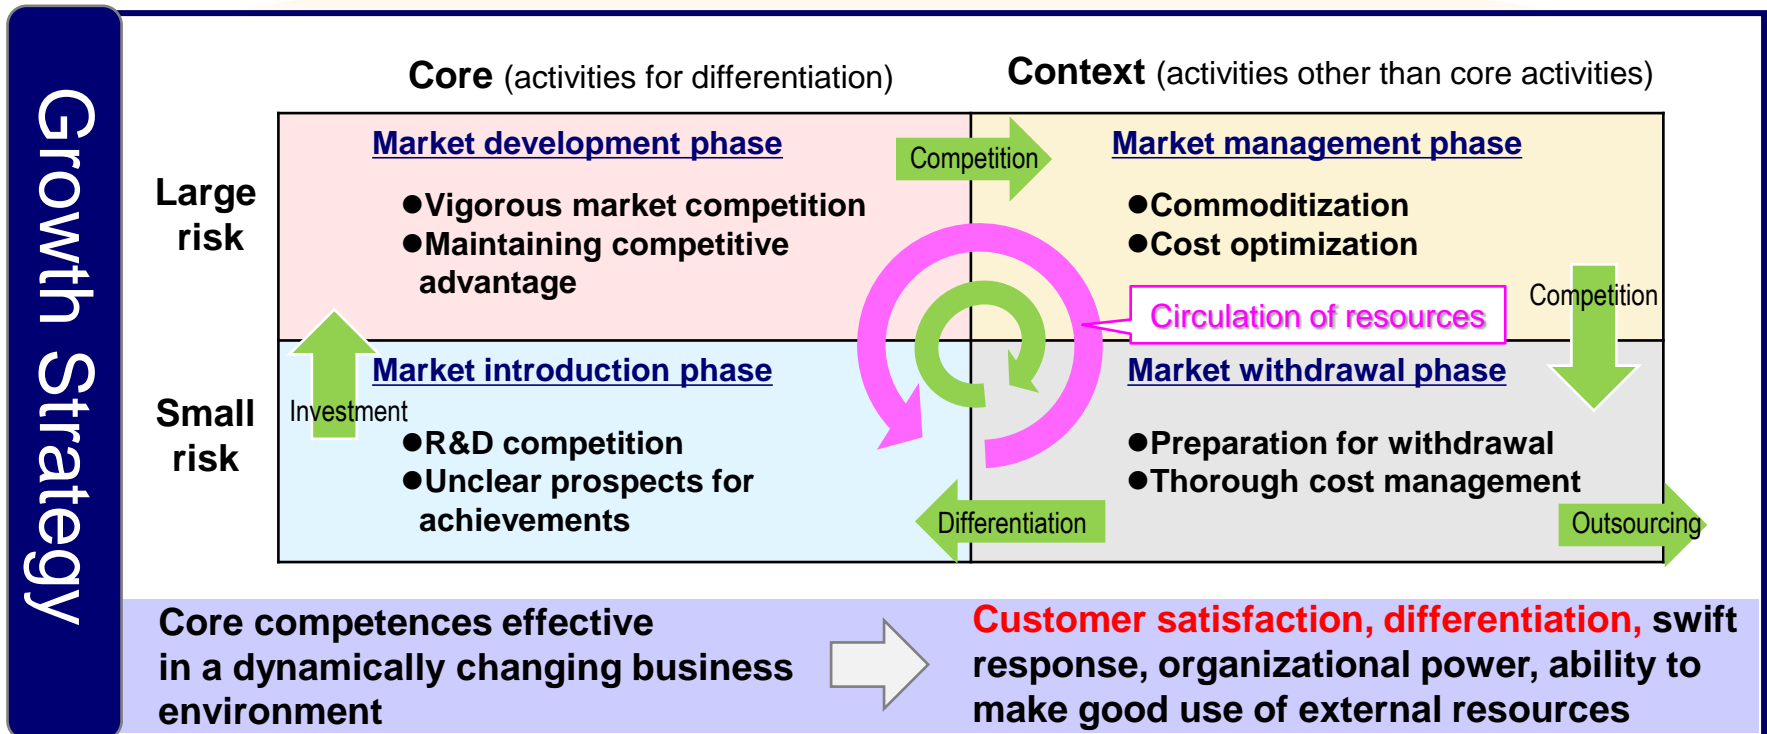 Growth Strategy
Core (activities for differentiation)
Context (activities other than core activities)
Large
risk
Market development phase
●Vigorous market competition
●Maintaining competitive
advantage
Competition
Market management phase
●Commoditization
●Cost optimization
Competition
Circulation of resources
Small
risk
Investment
Market introduction phase
●R&D competition
●Unclear prospects for
achievements
Differentiation
Market withdrawal phase
●Preparation for withdrawal
●Thorough cost management
Outsourcing
Core competences effective
in a dynamically changing business
environment
Customer satisfaction, differentiation, swift
response, organizational power, ability to
make good use of external resources